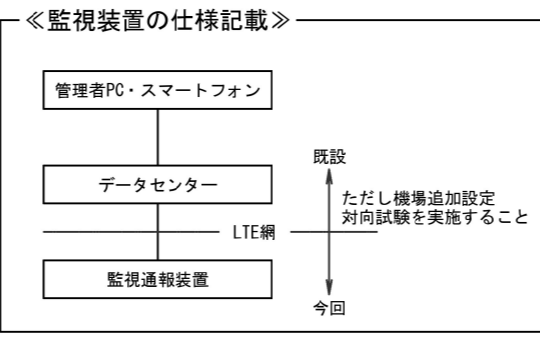 ≪監視装置の仕様記載≫
管理者PC・スマートフォン
データセンター
既設
ただし機場追加設定
対向試験を実施すること
LTE網
監視通報装置
今回